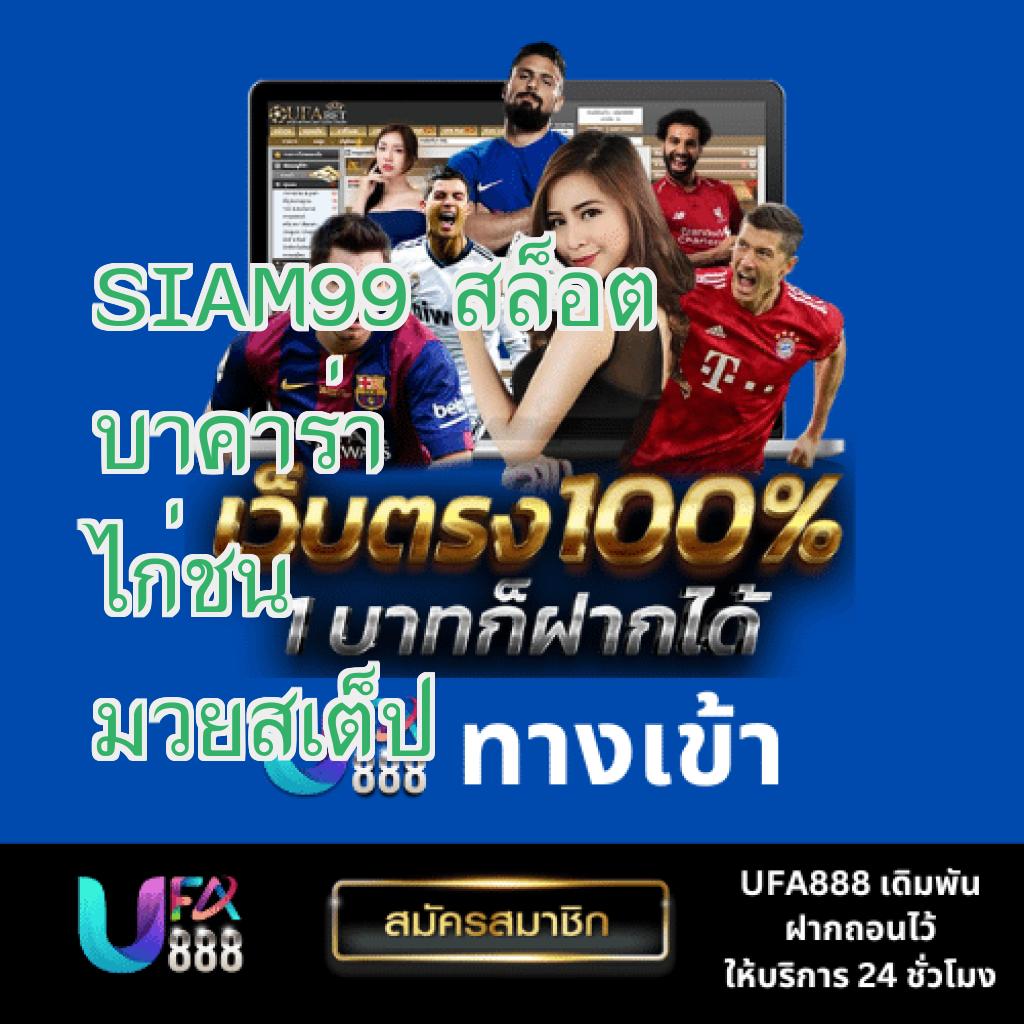 UFABET
SIAM99 สล็อต
บาคาร่า
ไก่ชน
มวยสเต็ป
เว็บตรง100%
1 บาทก็ฝากได้
888 ทางเข้า
UFA
888
สมัครสมาชิก
UFA888 เดิมพัน
ฝากถอนไว้
ให้บริการ 24 ชั่วโมง